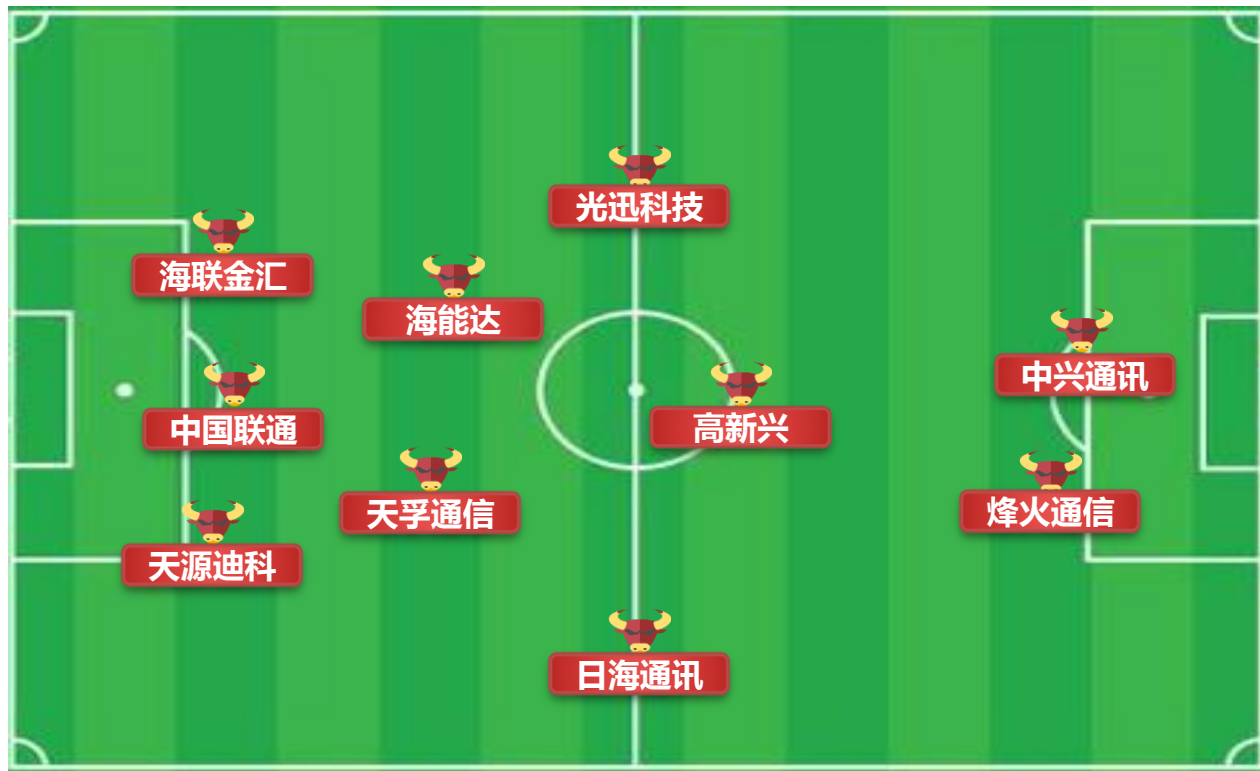 光迅科技
海联金汇
海能达
中兴通讯
中国联通
高新兴
天孚通信
烽火通信
天源迪科
日海通讯